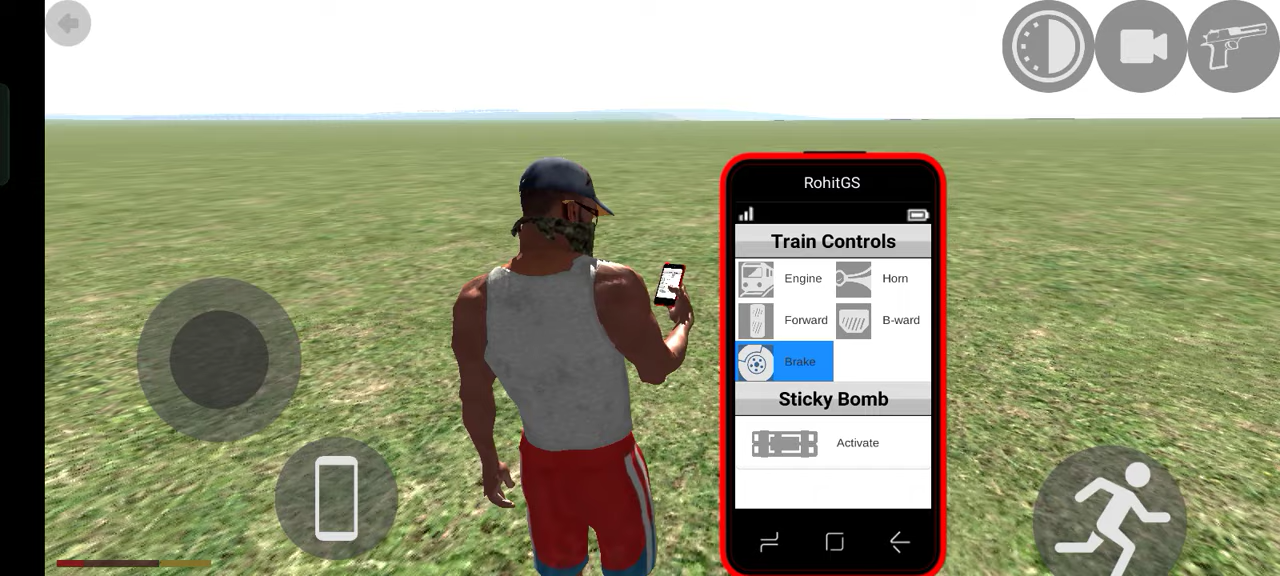 RohitGS
Train Controls
Engine Horn
Forward B-ward
Brake
Sticky Bomb
Activate